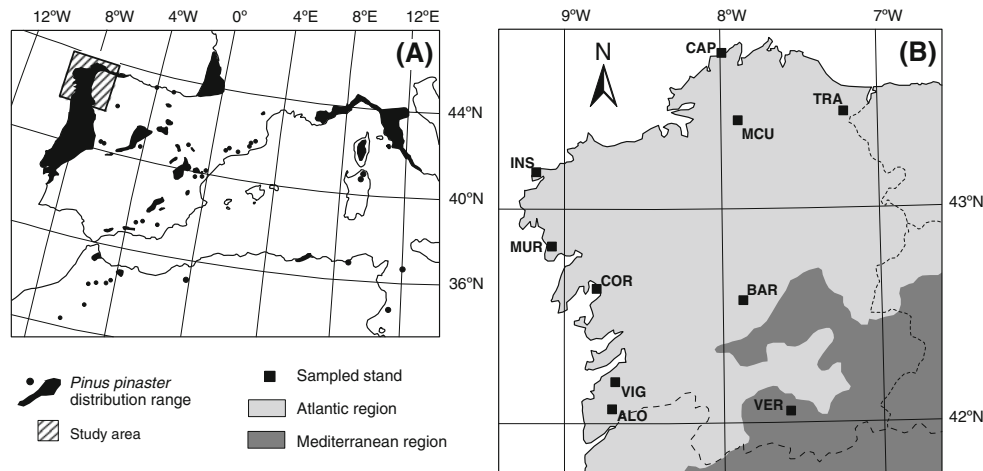 12ºW 8ºW 4ºW 0º 4ºE 8ºE 12ºE
(A)
44ºN
40ºN
36ºN
Pinus pinaster
distribution range
Study area
Sampled stand
Atlantic region
Mediterranean region
9ºW 8ºW 7ºW
(B)
N
CAP
TRA
MCU
INS
43ºN
MUR
COR
BAR
VIG
ALO
VER
42ºN